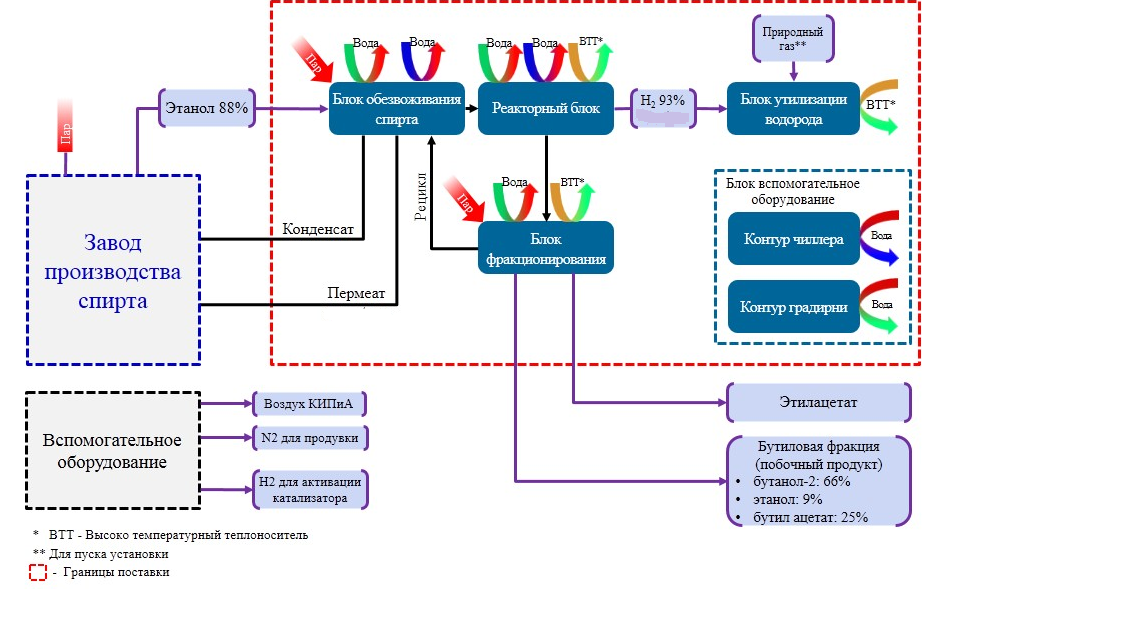 Природный
газ**
Пар
Вода
Вода
Вода
Вода
ВТТ*
Пар
Этанол 88%
Блок обезвоживания
спирта
Реакторный блок
H₂ 93%
Блок утилизации
водорода
ВТТ*
Завод
производства
спирта
Конденсат
Пермеат
Рецикл
Пар
Вода
ВТТ*
Блок
фракционирования
Блок вспомогательное
оборудование
Контур чиллера
Вода
Контур градирни
Вода
Вспомогательное
оборудование
Воздух КИПиА
N2 для продувки
H2 для активации
катализатора
Этилацетат
Бутиловая фракция
(побочный продукт)
• бутанол-2: 66%
• этанол: 9%
• бутил ацетат: 25%
* ВТТ - Высоко температурный теплоноситель
** Для пуска установки
- Границы поставки